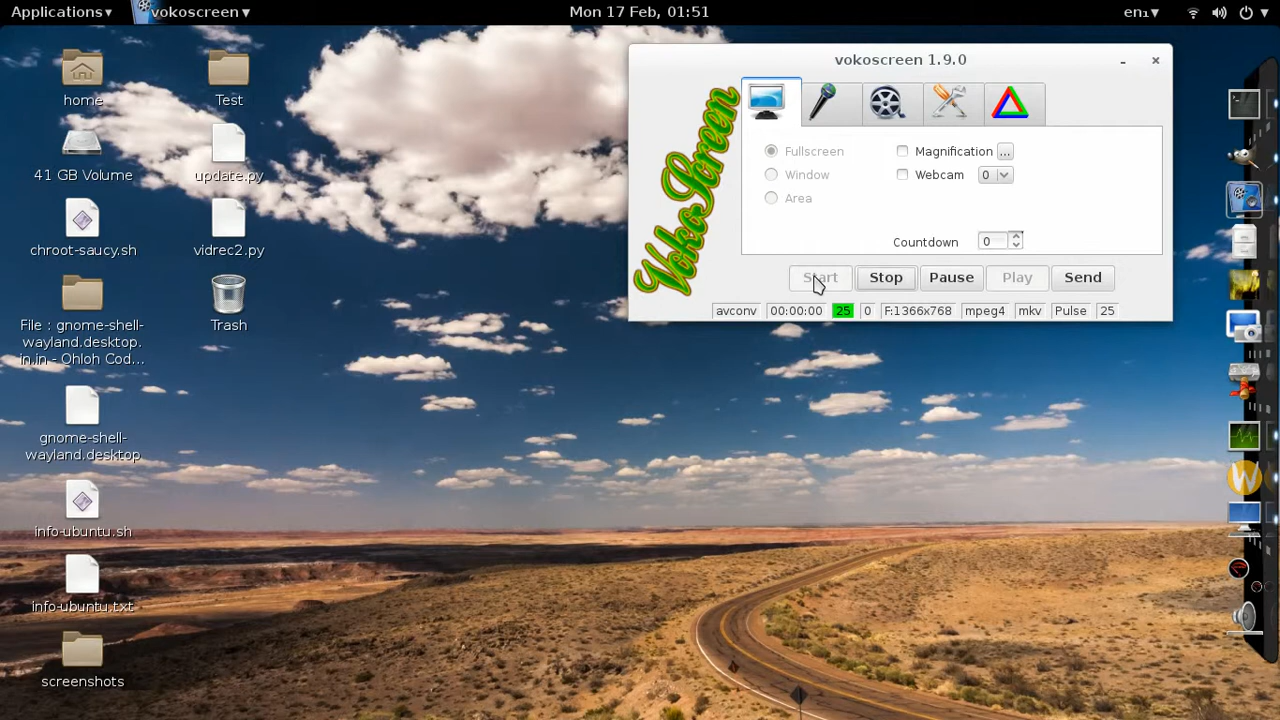 Applications▾ vokoscreen▾ Mon 17 Feb, 01:51 en₁▾
home
Test
41 GB Volume
update.py
chroot-saucy.sh
vidrec2.py
File : gnome-shell-
wayland.desktop.
in.in - Ohloh Cod...
Trash
gnome-shell-
wayland.desktop
info-ubuntu.sh
info-ubuntu.txt
screenshots
vokoscreen 1.9.0
VokoScreen
Fullscreen Magnification ...
Window Webcam 0
Area
Countdown 0
Start Stop Pause Play Send
avconv 00:00:00 25 0 F:1366x768 mpeg4 mkv Pulse 25
W